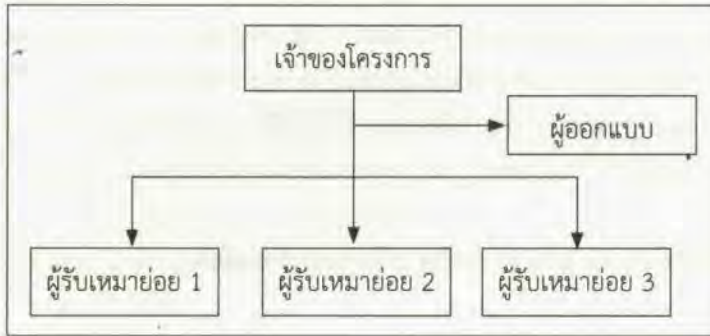 เจ้าของโครงการ
ผู้ออกแบบ
ผู้รับเหมาย่อย 1
ผู้รับเหมาย่อย 2
ผู้รับเหมาย่อย 3